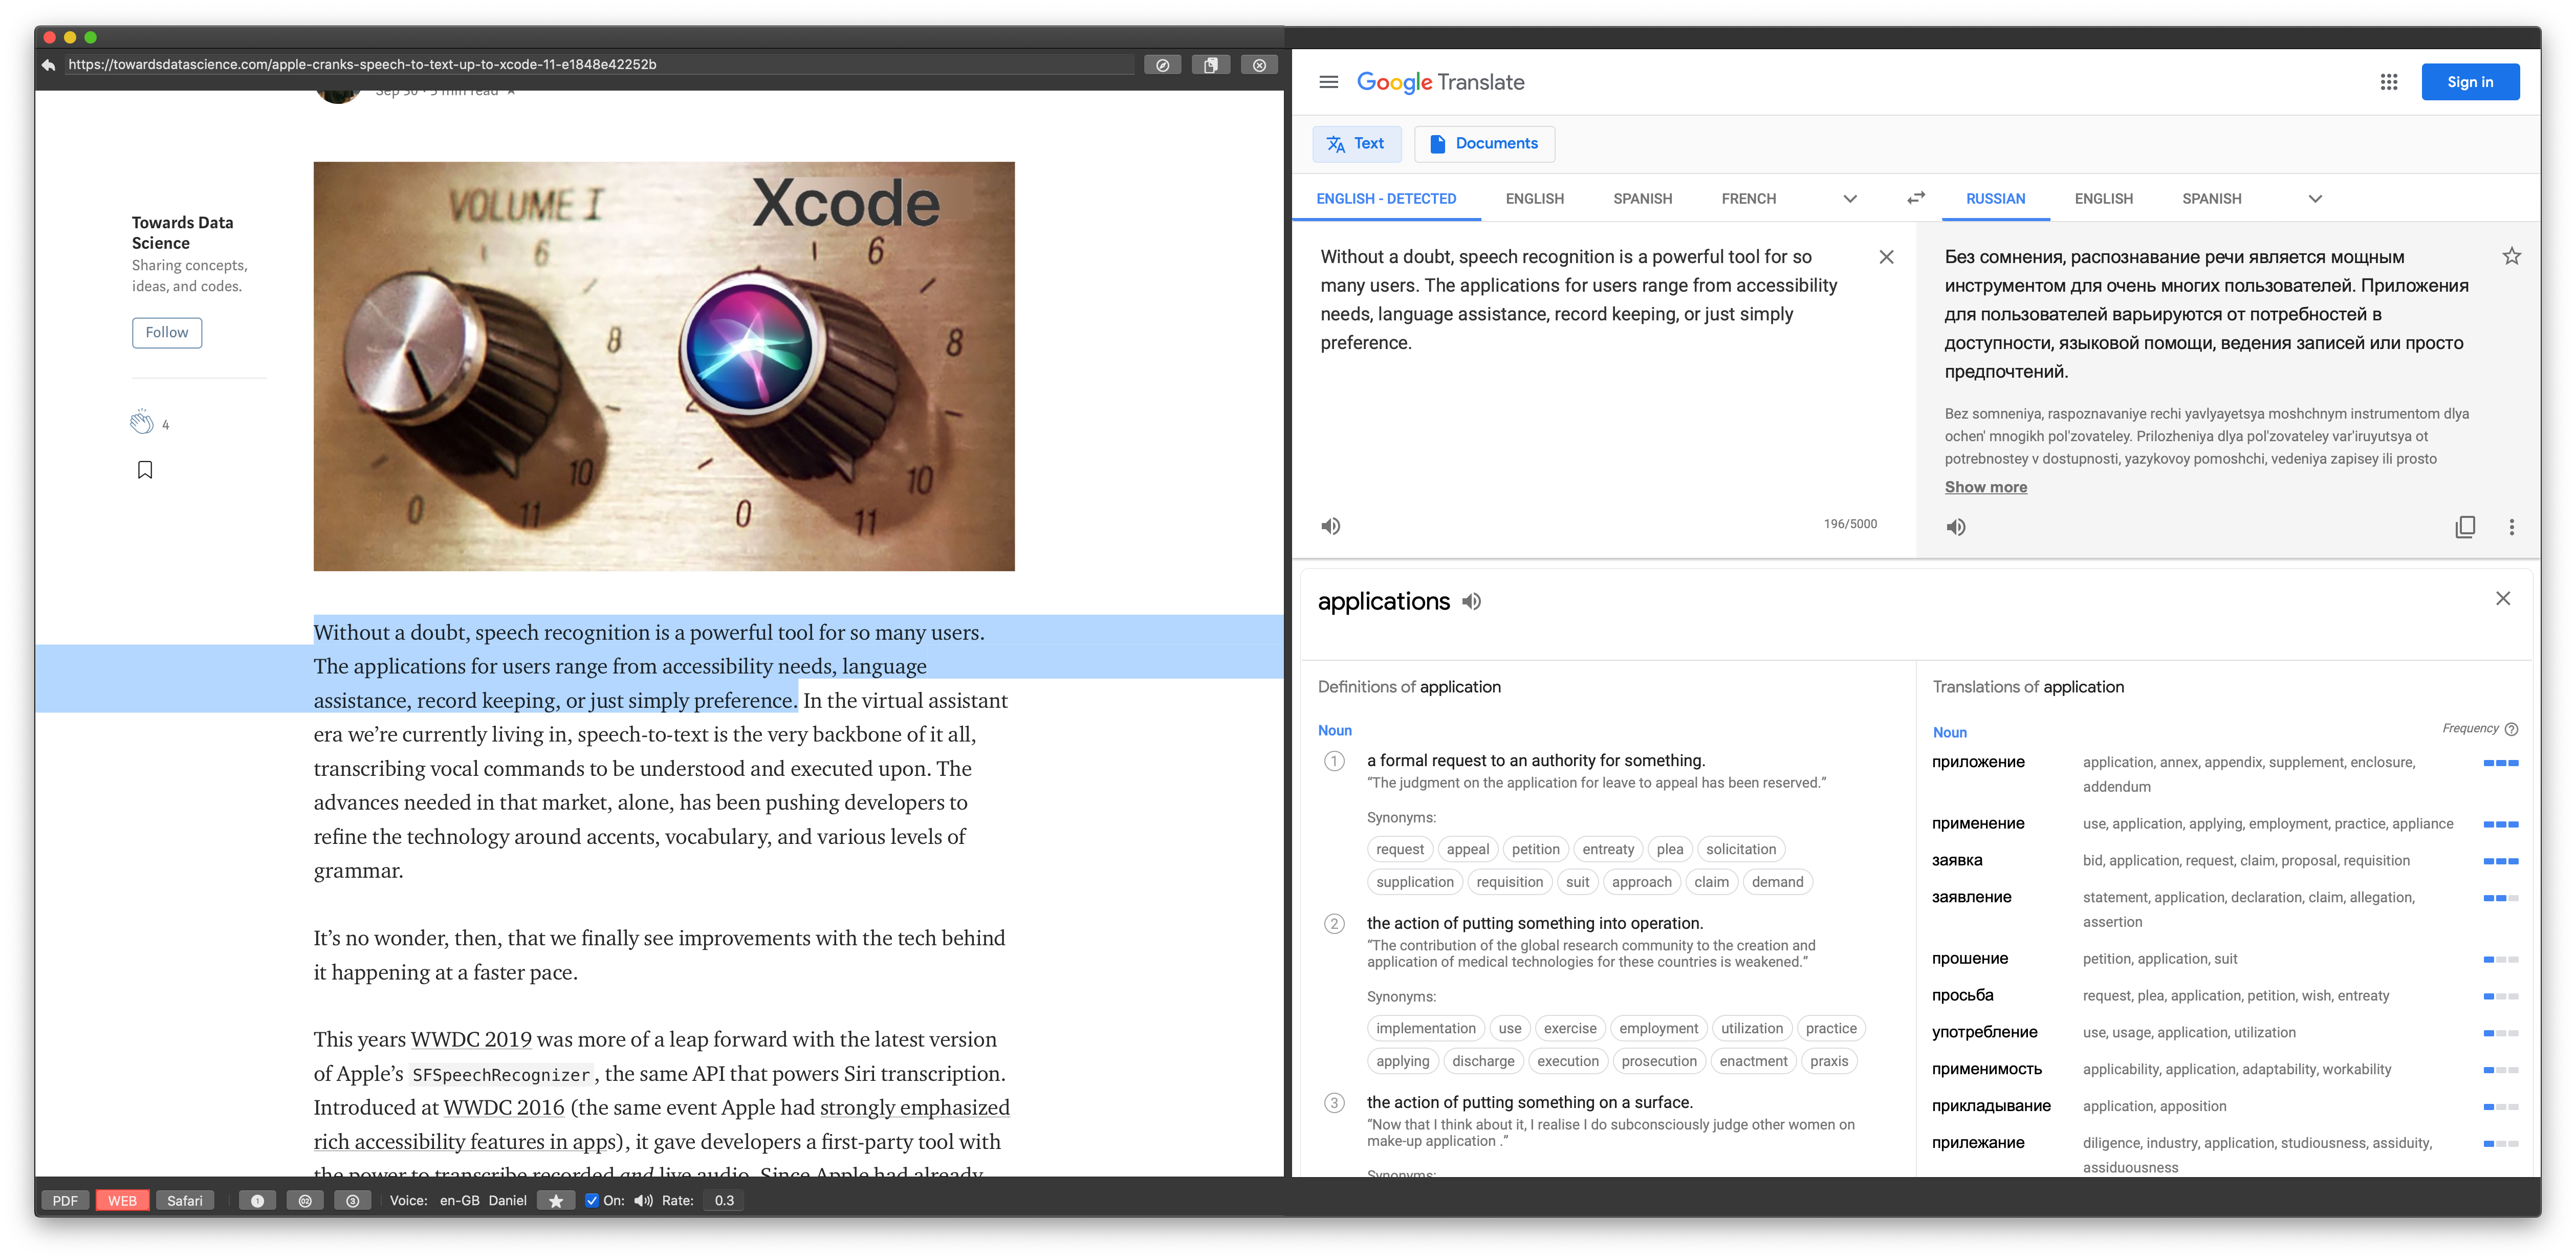 https://towardsdatascience.com/apple-cranks-speech-to-text-up-to-xcode-11-e1848e42252b
Sep 30 · 5 min read ★
Towards Data
Science
Sharing concepts,
ideas, and codes.
Follow
4
VOLUME I
Xcode
6
8
10
0
11
6
8
2
10
0
11
Without a doubt, speech recognition is a powerful tool for so many users.
The applications for users range from accessibility needs, language
assistance, record keeping, or just simply preference. In the virtual assistant
era we’re currently living in, speech-to-text is the very backbone of it all,
transcribing vocal commands to be understood and executed upon. The
advances needed in that market, alone, has been pushing developers to
refine the technology around accents, vocabulary, and various levels of
grammar.
It’s no wonder, then, that we finally see improvements with the tech behind
it happening at a faster pace.
This years WWDC 2019 was more of a leap forward with the latest version
of Apple’s SFSpeechRecognizer, the same API that powers Siri transcription.
Introduced at WWDC 2016 (the same event Apple had strongly emphasized
rich accessibility features in apps), it gave developers a first-party tool with
the power to transcribe recorded and live audio. Since Apple had already
PDF WEB Safari 1 02 3 Voice: en-GB Daniel ★ On: Rate: 0.3
Google Translate
Sign in
Text Documents
ENGLISH - DETECTED ENGLISH SPANISH FRENCH
RUSSIAN ENGLISH SPANISH
Without a doubt, speech recognition is a powerful tool for so
many users. The applications for users range from accessibility
needs, language assistance, record keeping, or just simply
preference.
196/5000
Без сомнения, распознавание речи является мощным
инструментом для очень многих пользователей. Приложения
для пользователей варьируются от потребностей в
доступности, языковой помощи, ведения записей или просто
предпочтений.
Bez somneniya, raspoznavaniye rechi yavlyayetsya moshchnym instrumentom dlya
ochen' mnogikh pol'zovateley. Prilozheniya dlya pol'zovateley var'iruyutsya ot
potrebnostey v dostupnosti, yazykovoy pomoshchi, vedeniya zapisey ili prosto
Show more
applications
Definitions of application
Noun
1 a formal request to an authority for something.
“The judgment on the application for leave to appeal has been reserved.”
Synonyms:
request appeal petition entreaty plea solicitation
supplication requisition suit approach claim demand
2 the action of putting something into operation.
“The contribution of the global research community to the creation and
application of medical technologies for these countries is weakened.”
Synonyms:
implementation use exercise employment utilization practice
applying discharge execution prosecution enactment praxis
3 the action of putting something on a surface.
“Now that I think about it, I realise I do subconsciously judge other women on
make-up application .”
Synonyms:
Translations of application
Noun Frequency ?
приложение application, annex, appendix, supplement, enclosure,
addendum
применение use, application, applying, employment, practice, appliance
заявка bid, application, request, claim, proposal, requisition
заявление statement, application, declaration, claim, allegation,
assertion
прошение petition, application, suit
просьба request, plea, application, petition, wish, entreaty
употребление use, usage, application, utilization
применимость applicability, application, adaptability, workability
прикладывание application, apposition
прилежание diligence, industry, application, studiousness, assiduity,
assiduousness